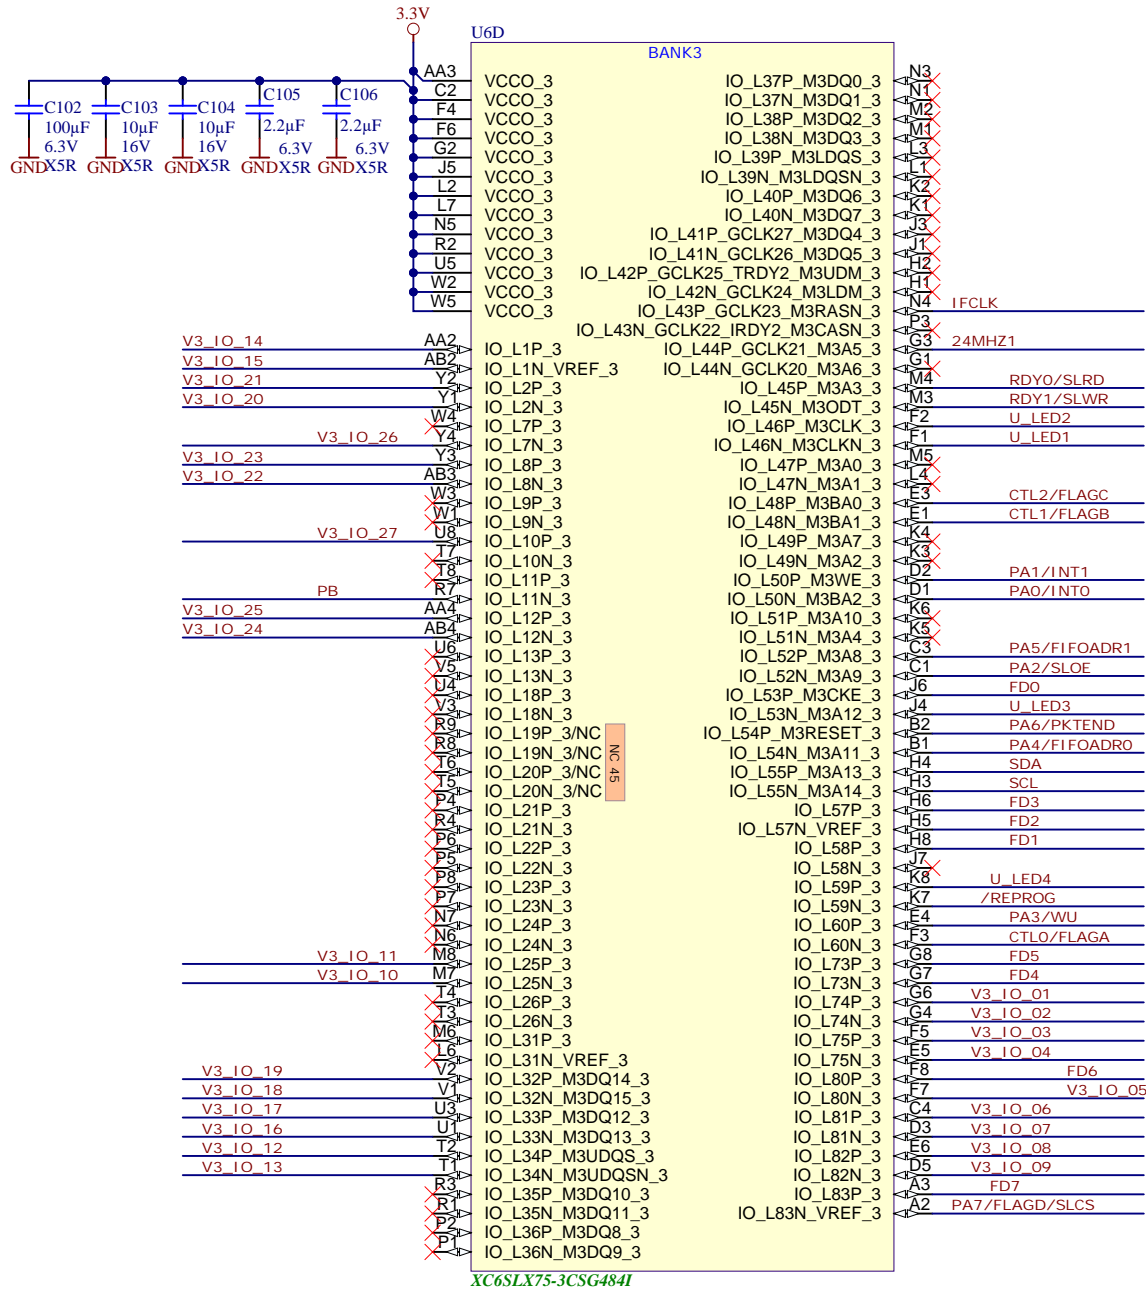 3.3V
U6D
BANK3
C102
100µF
6.3V
X5R
GND
C103
10µF
16V
X5R
GND
C104
10µF
16V
X5R
GND
C105
2.2µF
6.3V
X5R
GND
C106
2.2µF
6.3V
X5R
GND
AA3 VCCO_3
C2 VCCO_3
F4 VCCO_3
F6 VCCO_3
G2 VCCO_3
J5 VCCO_3
L2 VCCO_3
L7 VCCO_3
N5 VCCO_3
R2 VCCO_3
U5 VCCO_3
W2 VCCO_3
W5 VCCO_3
V3_IO_14 AA2 IO_L1P_3
V3_IO_15 AB2 IO_L1N_VREF_3
V3_IO_21 Y2 IO_L2P_3
V3_IO_20 Y1 IO_L2N_3
W4 IO_L7P_3
V3_IO_26 Y4 IO_L7N_3
V3_IO_23 Y3 IO_L8P_3
V3_IO_22 AB3 IO_L8N_3
W3 IO_L9P_3
W1 IO_L9N_3
V3_IO_27 U8 IO_L10P_3
T7 IO_L10N_3
T8 IO_L11P_3
PB R7 IO_L11N_3
V3_IO_25 AA4 IO_L12P_3
V3_IO_24 AB4 IO_L12N_3
U6 IO_L13P_3
V5 IO_L13N_3
U4 IO_L18P_3
V3 IO_L18N_3
R9 IO_L19P_3/NC
R8 IO_L19N_3/NC
T6 IO_L20P_3/NC
T5 IO_L20N_3/NC
NC 45
P4 IO_L21P_3
R4 IO_L21N_3
P6 IO_L22P_3
P5 IO_L22N_3
P8 IO_L23P_3
P7 IO_L23N_3
N7 IO_L24P_3
N6 IO_L24N_3
V3_IO_11 M8 IO_L25P_3
V3_IO_10 M7 IO_L25N_3
T4 IO_L26P_3
T3 IO_L26N_3
M6 IO_L31P_3
L6 IO_L31N_VREF_3
V3_IO_19 V2 IO_L32P_M3DQ14_3
V3_IO_18 V1 IO_L32N_M3DQ15_3
V3_IO_17 U3 IO_L33P_M3DQ12_3
V3_IO_16 U1 IO_L33N_M3DQ13_3
V3_IO_12 T2 IO_L34P_M3UDQS_3
V3_IO_13 T1 IO_L34N_M3UDQSN_3
R3 IO_L35P_M3DQ10_3
R1 IO_L35N_M3DQ11_3
P2 IO_L36P_M3DQ8_3
P1 IO_L36N_M3DQ9_3
IO_L37P_M3DQ0_3 N3
IO_L37N_M3DQ1_3 N1
IO_L38P_M3DQ2_3 M2
IO_L38N_M3DQ3_3 M1
IO_L39P_M3LDQS_3 L3
IO_L39N_M3LDQSN_3 L1
IO_L40P_M3DQ6_3 K2
IO_L40N_M3DQ7_3 K1
IO_L41P_GCLK27_M3DQ4_3 J3
IO_L41N_GCLK26_M3DQ5_3 J1
IO_L42P_GCLK25_TRDY2_M3UDM_3 H2
IO_L42N_GCLK24_M3LDM_3 H1
IO_L43P_GCLK23_M3RASN_3 N4 IFCLK
IO_L43N_GCLK22_IRDY2_M3CASN_3 P3
IO_L44P_GCLK21_M3A5_3 G3 24MHZ1
IO_L44N_GCLK20_M3A6_3 G1
IO_L45P_M3A3_3 M4 RDY0/SLRD
IO_L45N_M3ODT_3 M3 RDY1/SLWR
IO_L46P_M3CLK_3 F2 U_LED2
IO_L46N_M3CLKN_3 F1 U_LED1
IO_L47P_M3A0_3 M5
IO_L47N_M3A1_3 L4
IO_L48P_M3BA0_3 E3 CTL2/FLAGC
IO_L48N_M3BA1_3 E1 CTL1/FLAGB
IO_L49P_M3A7_3 K4
IO_L49N_M3A2_3 K3
IO_L50P_M3WE_3 D2 PA1/INT1
IO_L50N_M3BA2_3 D1 PA0/INT0
IO_L51P_M3A10_3 K6
IO_L51N_M3A4_3 K5
IO_L52P_M3A8_3 C3 PA5/FIFOADR1
IO_L52N_M3A9_3 C1 PA2/SLOE
IO_L53P_M3CKE_3 J6 FD0
IO_L53N_M3A12_3 J4 U_LED3
IO_L54P_M3RESET_3 B2 PA6/PKTEND
IO_L54N_M3A11_3 B1 PA4/FIFOADR0
IO_L55P_M3A13_3 H4 SDA
IO_L55N_M3A14_3 H3 SCL
IO_L57P_3 H6 FD3
IO_L57N_VREF_3 H5 FD2
IO_L58P_3 H8 FD1
IO_L58N_3 J7
IO_L59P_3 K8 U_LED4
IO_L59N_3 K7 /REPROG
IO_L60P_3 E4 PA3/WU
IO_L60N_3 F3 CTL0/FLAGA
IO_L73P_3 G8 FD5
IO_L73N_3 G7 FD4
IO_L74P_3 G6 V3_IO_01
IO_L74N_3 G4 V3_IO_02
IO_L75P_3 F5 V3_IO_03
IO_L75N_3 E5 V3_IO_04
IO_L80P_3 F8 FD6
IO_L80N_3 F7 V3_IO_05
IO_L81P_3 C4 V3_IO_06
IO_L81N_3 D3 V3_IO_07
IO_L82P_3 E6 V3_IO_08
IO_L82N_3 D5 V3_IO_09
IO_L83P_3 A3 FD7
IO_L83N_VREF_3 A2 PA7/FLAGD/SLCS
XC6SLX75-3CSG484I